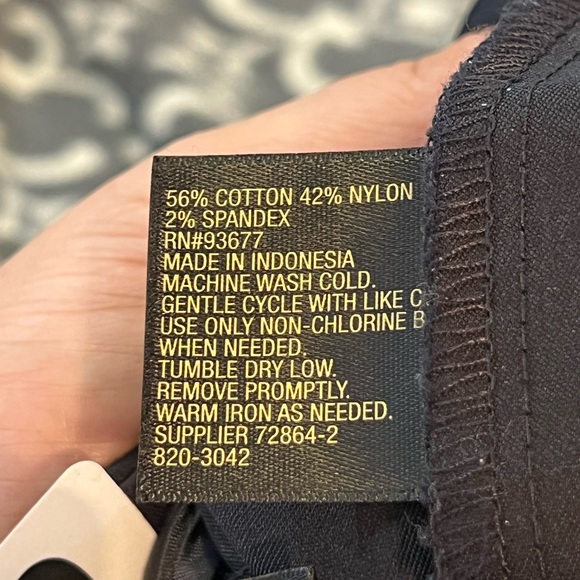 56% COTTON 42% NYLON
2% SPANDEX
RN#93677
MADE IN INDONESIA
MACHINE WASH COLD.
GENTLE CYCLE WITH LIKE C
USE ONLY NON-CHLORINE B
WHEN NEEDED.
TUMBLE DRY LOW.
REMOVE PROMPTLY.
WARM IRON AS NEEDED.
SUPPLIER 72864-2
820-3042